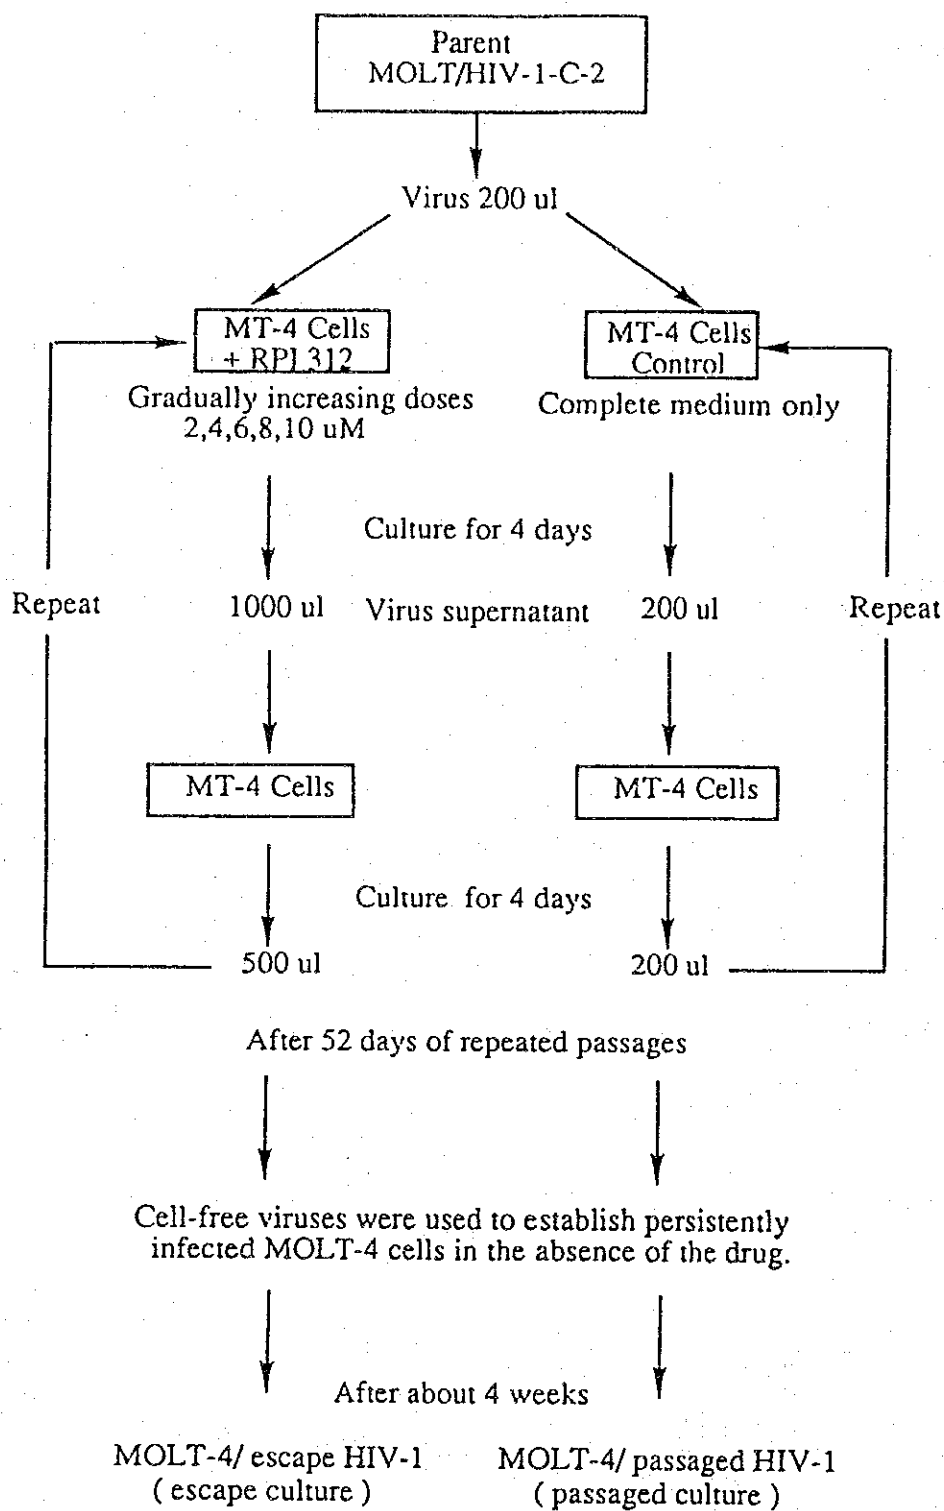 Parent
MOLT/HIV-1-C-2
Virus 200 ul
MT-4 Cells
+ RPI 312
MT-4 Cells
Control
Gradually increasing doses
2,4,6,8,10 uM
Complete medium only
Culture for 4 days
Repeat
1000 ul
Virus supernatant
200 ul
Repeat
MT-4 Cells
MT-4 Cells
Culture for 4 days
500 ul
200 ul
After 52 days of repeated passages
Cell-free viruses were used to establish persistently
infected MOLT-4 cells in the absence of the drug.
After about 4 weeks
MOLT-4/ escape HIV-1
( escape culture )
MOLT-4/ passaged HIV-1
( passaged culture )